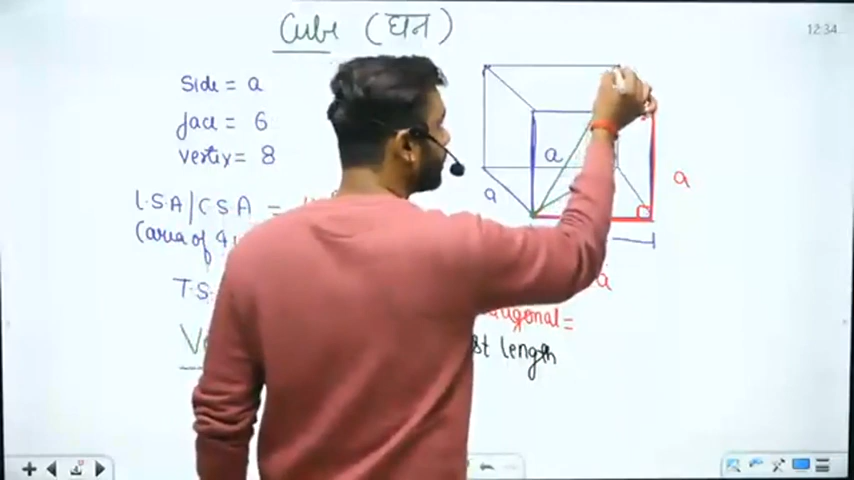 Cube (घन)
12:34
Side = a
face = 6
vertex = 8
a
a
a
L.S.A/C.S.A =
(area of 4
T.S.
a
diagonal =
st length